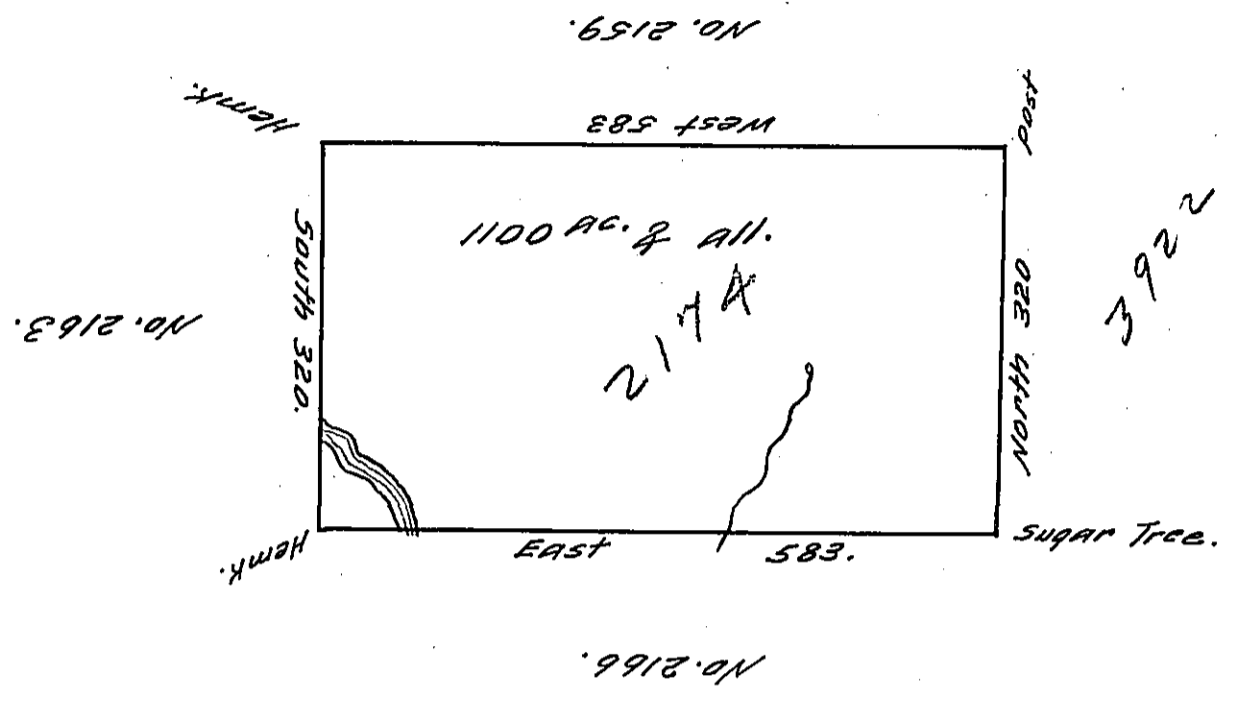 No. 2159.
Hemk.
West 583
post
1100 ac. & all.
2174
South 320.
North 320
3922
No. 2163.
Hemk.
East 583.
Sugar Tree.
No. 2166.